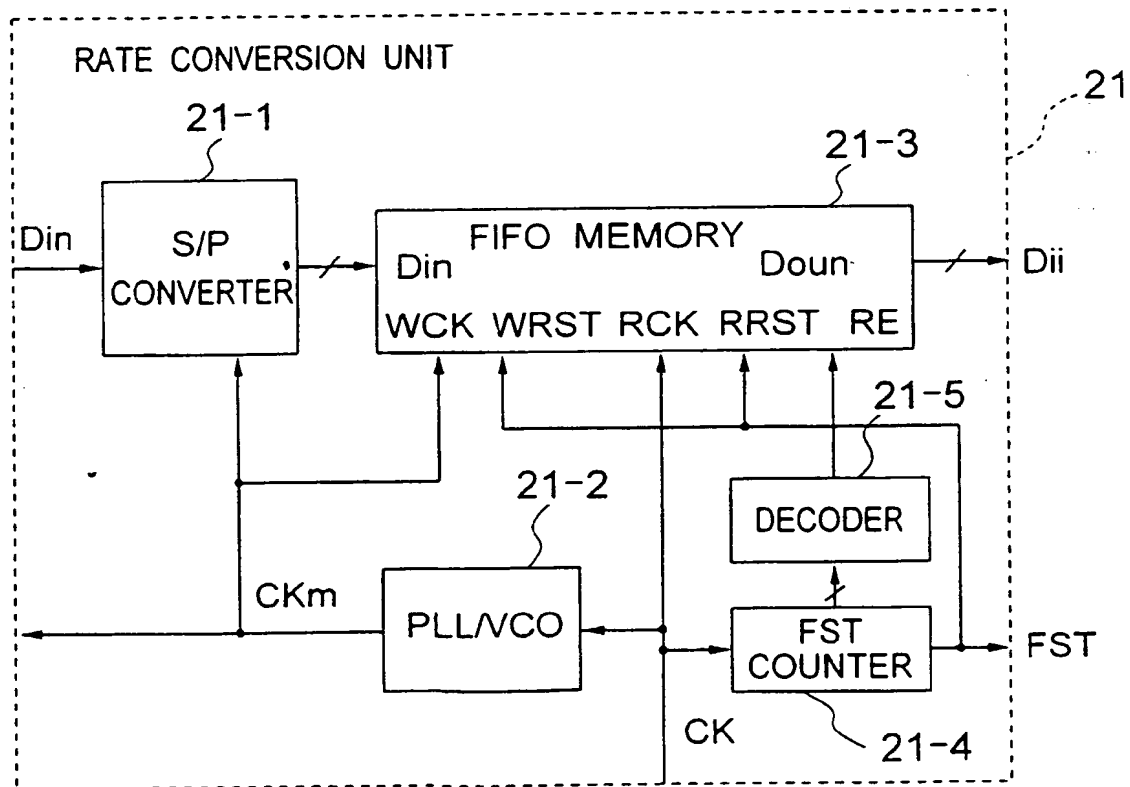 RATE CONVERSION UNIT
21
21-1
21-3
Din
S/P
CONVERTER
FIFO MEMORY
Din
Doun
Dii
WCK WRST RCK RRST RE
21-5
21-2
DECODER
CKm
PLL/VCO
FST
COUNTER
FST
CK
21-4